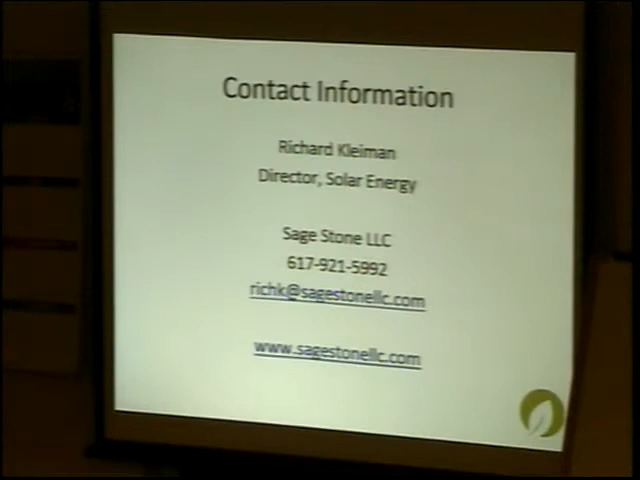 Contact Information
Richard Kleiman
Director, Solar Energy
Sage Stone LLC
617-921-5992
richk@sagestonellc.com
www.sagestonellc.com